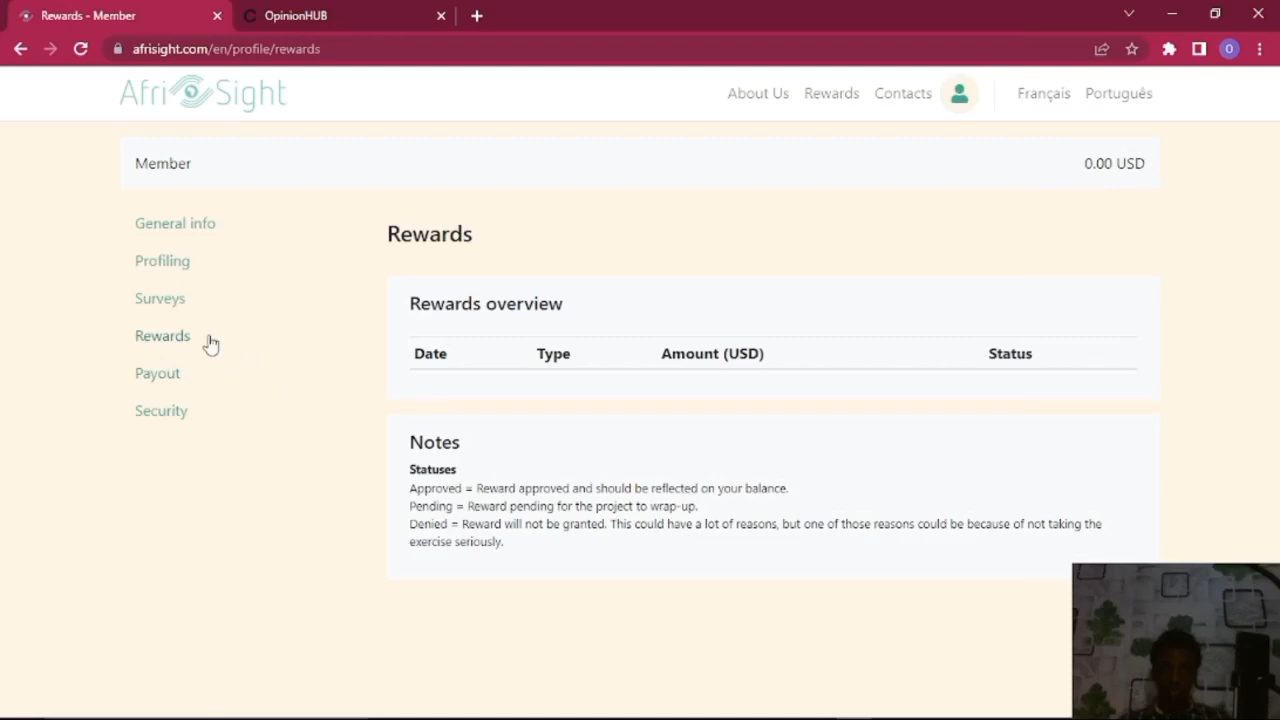 Rewards - Member
OpinionHUB
afrisight.com/en/profile/rewards
O
AfriSight
About Us Rewards Contacts Français Português
Member 0.00 USD
General info
Profiling
Surveys
Rewards
Payout
Security
Rewards
Rewards overview
Date Type Amount (USD) Status
Notes
Statuses
Approved = Reward approved and should be reflected on your balance.
Pending = Reward pending for the project to wrap-up.
Denied = Reward will not be granted. This could have a lot of reasons, but one of those reasons could be because of not taking the
exercise seriously.